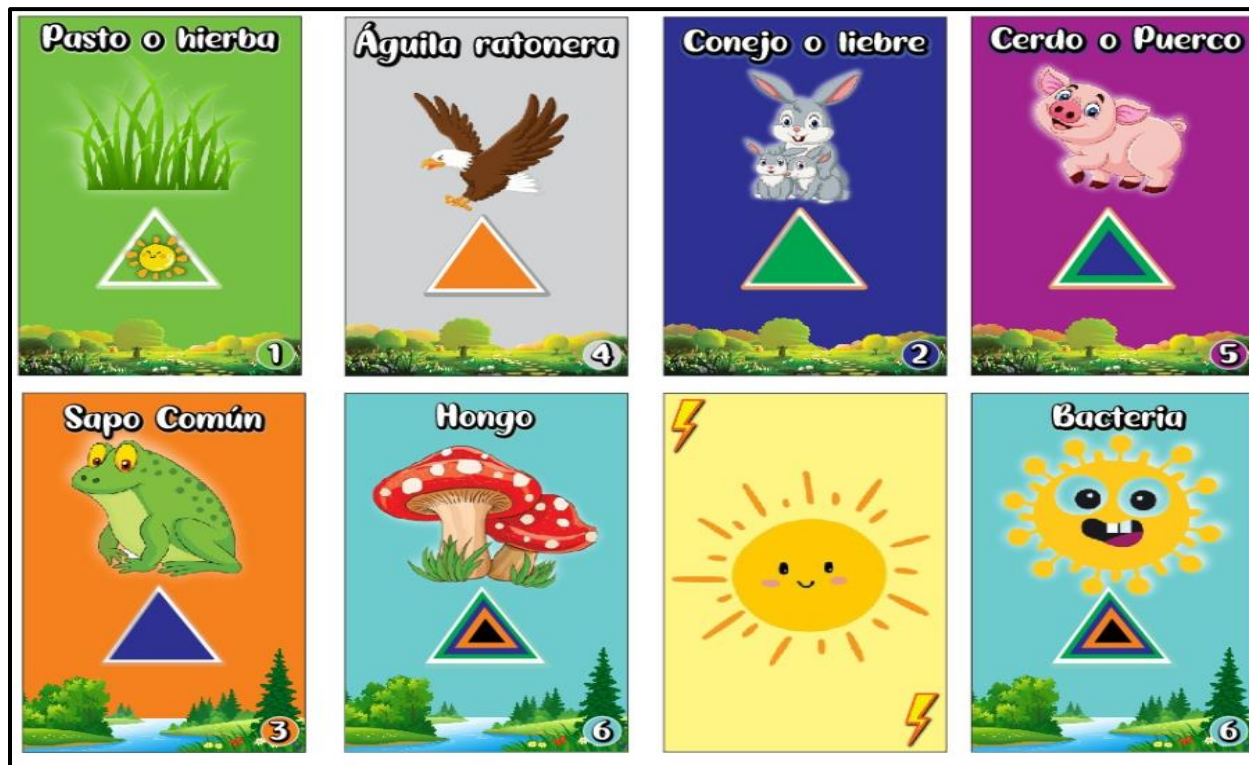 Pasto o hierba
1
Águila ratonera
4
Conejo o liebre
2
Cerdo o Puerco
5
Sapo Común
3
Hongo
6
Bacteria
6